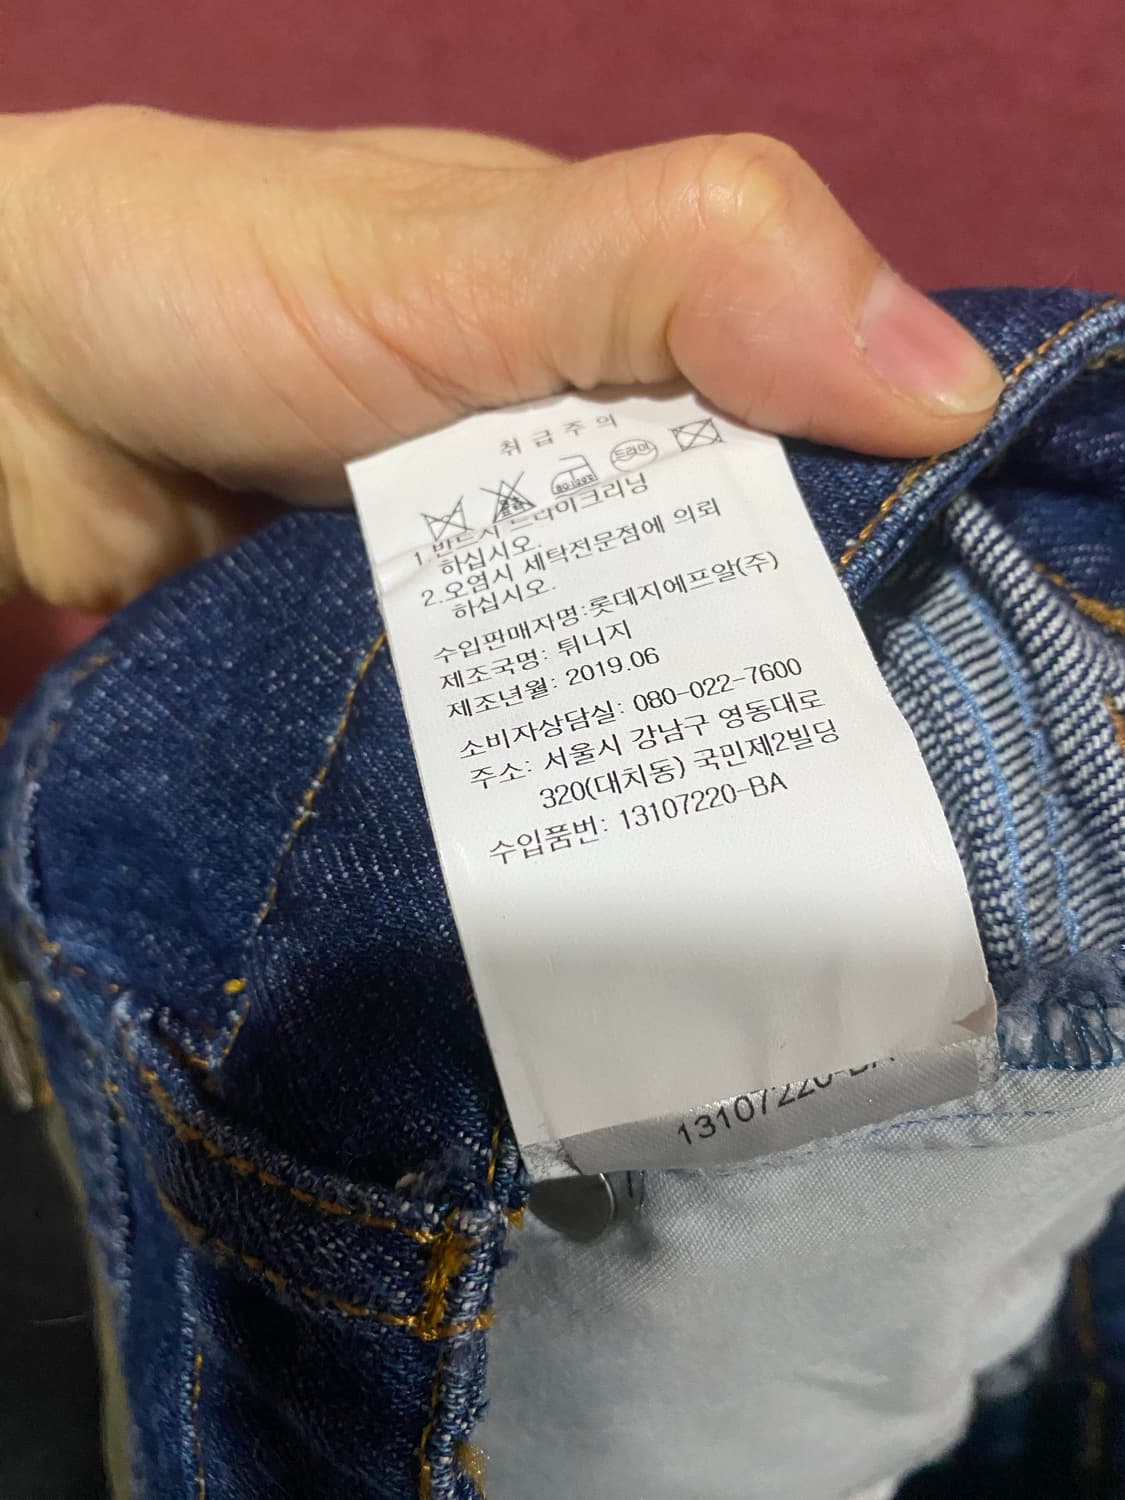 취급주의
드라이
1.반드시 드라이크리닝
하십시오.
2.오염시 세탁전문점에 의뢰
하십시오.
수입판매자명:롯데지에프알(주)
제조국명: 튀니지
제조년월: 2019.06
소비자상담실: 080-022-7600
주소: 서울시 강남구 영동대로
320(대치동) 국민제2빌딩
수입품번: 13107220-BA
13107220-BA